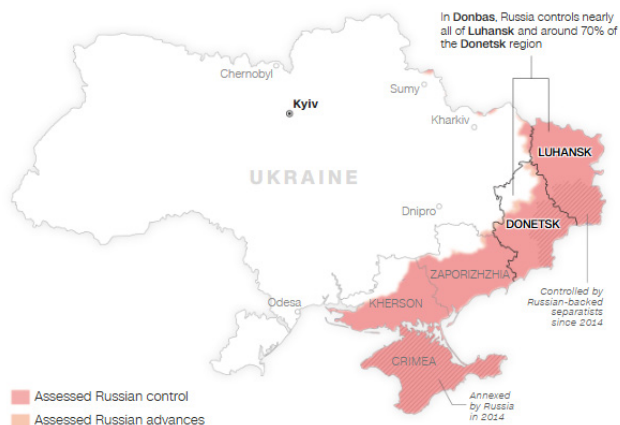 In Donbas, Russia controls nearly
all of Luhansk and around 70% of
the Donetsk region
Chernobyl
Sumy
Kyiv
Kharkiv
LUHANSK
UKRAINE
Dnipro
DONETSK
ZAPORIZHZHIA
Controlled by
Russian-backed
separatists
since 2014
Odesa
KHERSON
CRIMEA
Annexed
by Russia
in 2014
Assessed Russian control
Assessed Russian advances